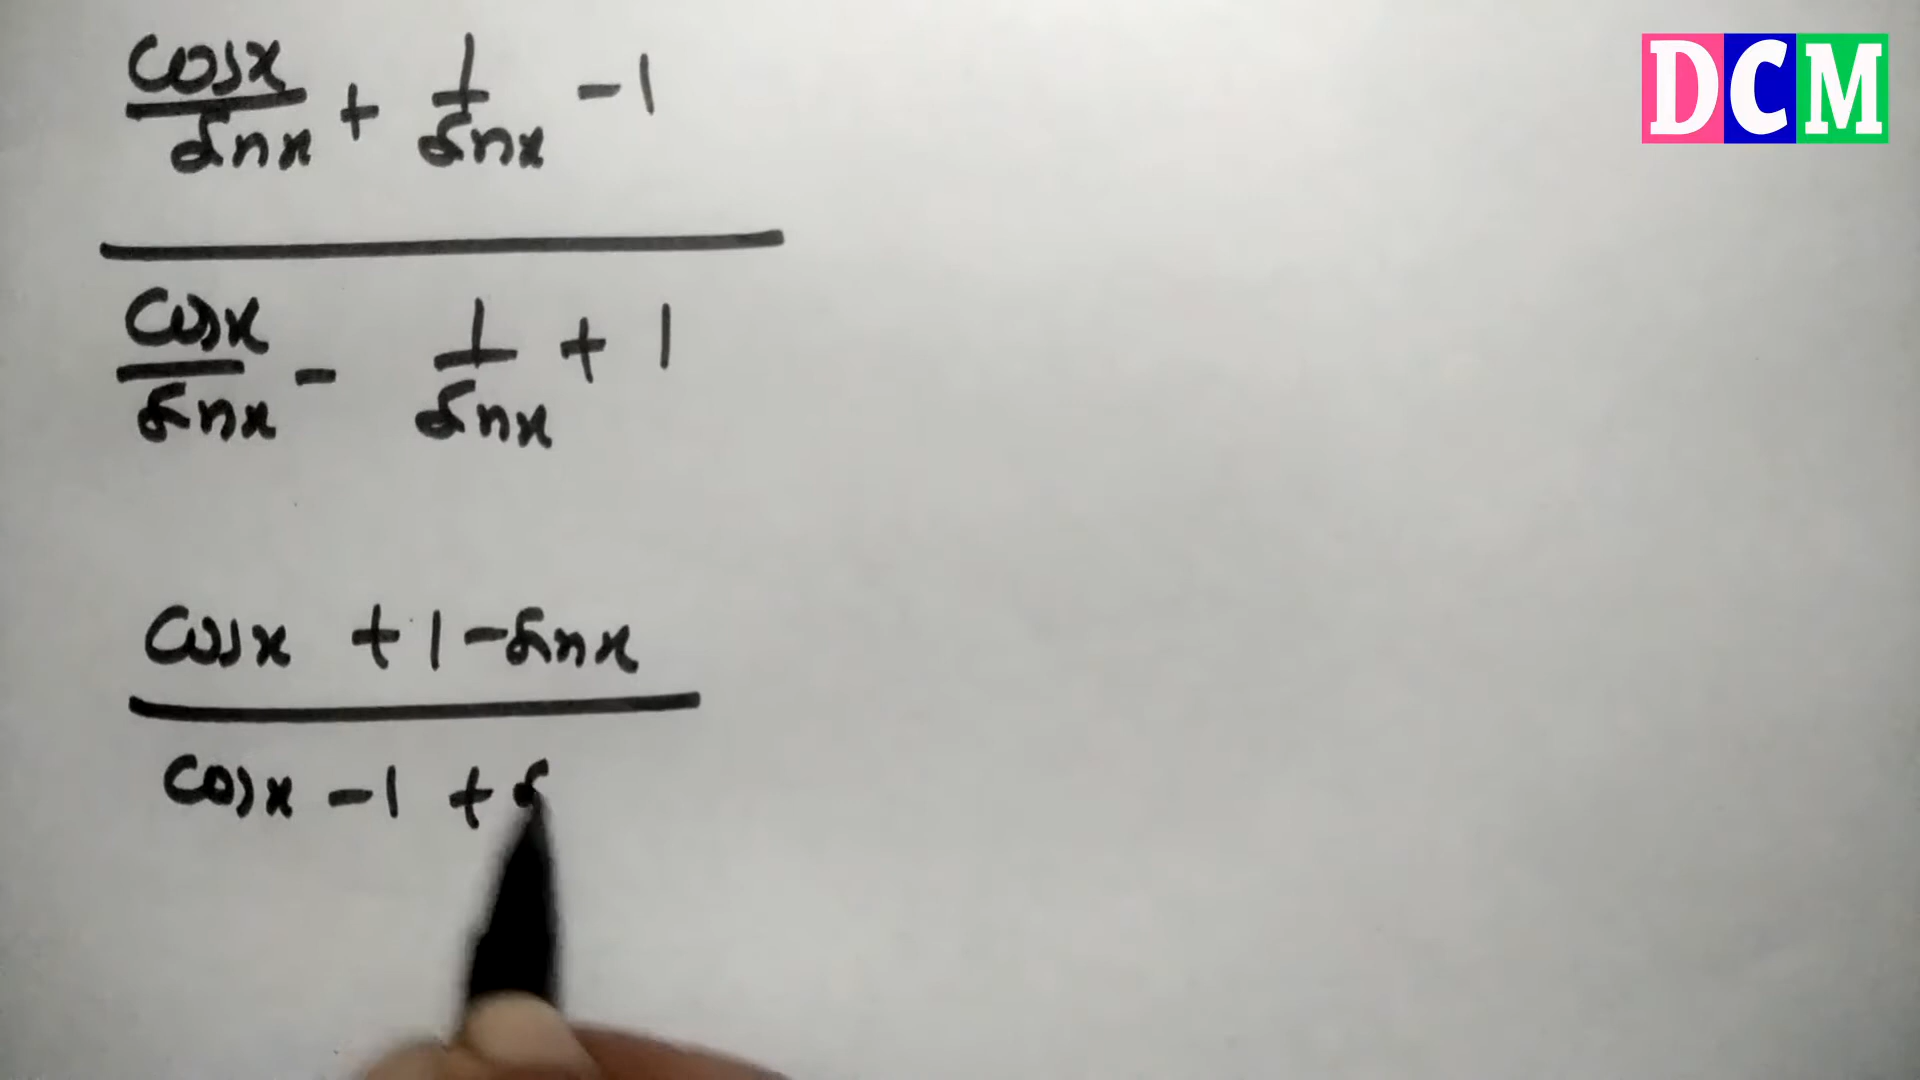 DCM
cosx/sinx + 1/sinx - 1
cosx/sinx - 1/sinx + 1
cosx + 1 - sinx
cosx - 1 + s